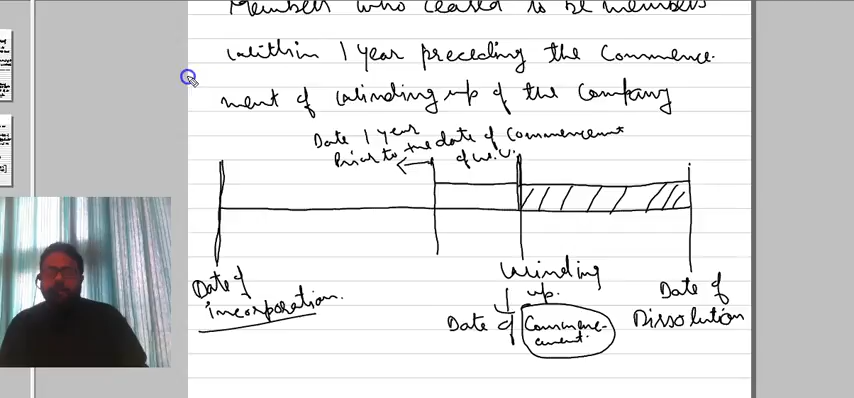 Members who ceased to be members
within 1 year preceding the Commence-
ment of winding up of the Company
Date 1 year
Prior to the date of Commencement
of W.U.
Date of
incorporation.
Winding
up.
Date of
Commence-
ment.
Date of
Dissolution